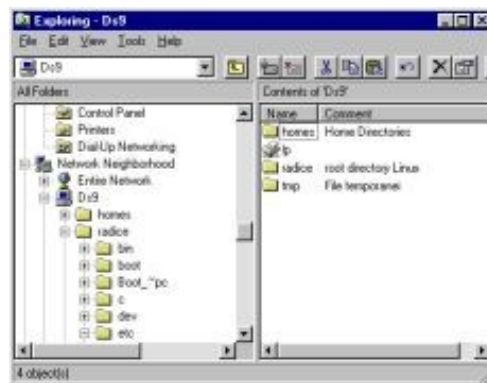 Exploring - Ds9
File Edit View Tools Help
Ds9
All Folders
Contents of 'Ds9'
Control Panel
Printers
Dial-Up Networking
Network Neighborhood
Entire Network
Ds9
homes
radice
bin
boot
Boot_~pc
c
dev
etc
Name Comment
homes Home Directories
lp
radice root directory Linux
tmp File temporanei
4 object(s)